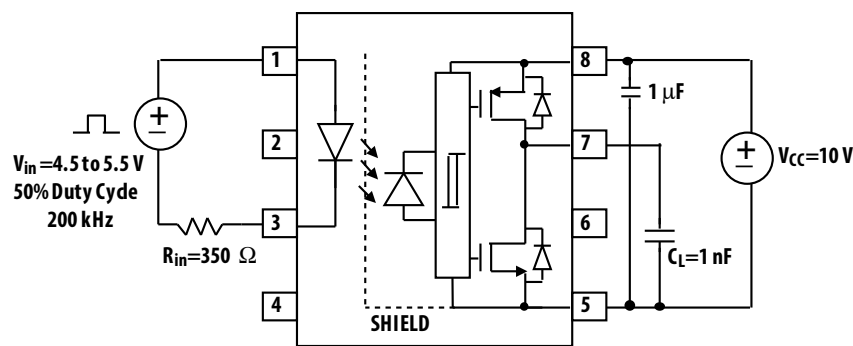 1
8
1 μF
2
7
V_in =4.5 to 5.5 V
50% Duty Cycle
200 kHz
V_CC=10 V
3
6
R_in=350 Ω
C_L=1 nF
4
5
SHIELD